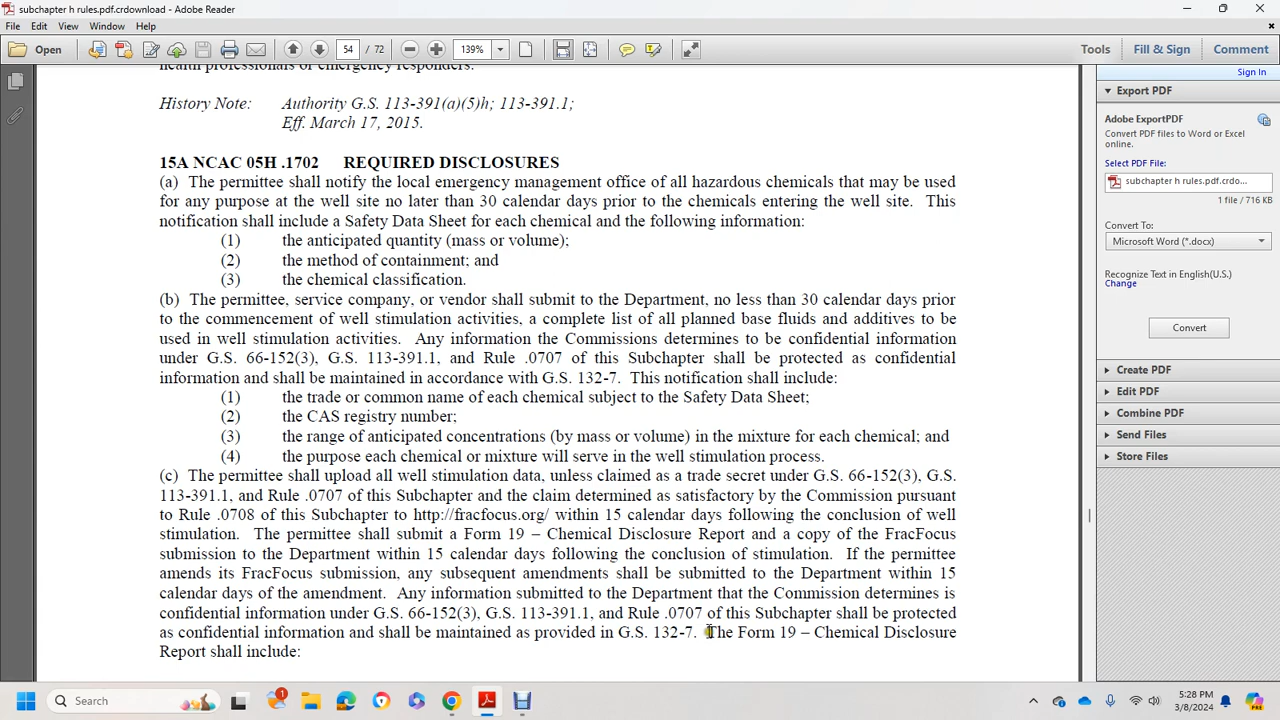 subchapter h rules.pdf.crdownload - Adobe Reader
File Edit View Window Help
Open 54 / 72 139% Tools Fill & Sign Comment
health professionals or emergency responders.
History Note: Authority G.S. 113-391(a)(5)h; 113-391.1;
Eff. March 17, 2015.
15A NCAC 05H .1702 REQUIRED DISCLOSURES
(a) The permittee shall notify the local emergency management office of all hazardous chemicals that may be used
for any purpose at the well site no later than 30 calendar days prior to the chemicals entering the well site. This
notification shall include a Safety Data Sheet for each chemical and the following information:
(1) the anticipated quantity (mass or volume);
(2) the method of containment; and
(3) the chemical classification.
(b) The permittee, service company, or vendor shall submit to the Department, no less than 30 calendar days prior
to the commencement of well stimulation activities, a complete list of all planned base fluids and additives to be
used in well stimulation activities. Any information the Commissions determines to be confidential information
under G.S. 66-152(3), G.S. 113-391.1, and Rule .0707 of this Subchapter shall be protected as confidential
information and shall be maintained in accordance with G.S. 132-7. This notification shall include:
(1) the trade or common name of each chemical subject to the Safety Data Sheet;
(2) the CAS registry number;
(3) the range of anticipated concentrations (by mass or volume) in the mixture for each chemical; and
(4) the purpose each chemical or mixture will serve in the well stimulation process.
(c) The permittee shall upload all well stimulation data, unless claimed as a trade secret under G.S. 66-152(3), G.S.
113-391.1, and Rule .0707 of this Subchapter and the claim determined as satisfactory by the Commission pursuant
to Rule .0708 of this Subchapter to http://fracfocus.org/ within 15 calendar days following the conclusion of well
stimulation. The permittee shall submit a Form 19 – Chemical Disclosure Report and a copy of the FracFocus
submission to the Department within 15 calendar days following the conclusion of stimulation. If the permittee
amends its FracFocus submission, any subsequent amendments shall be submitted to the Department within 15
calendar days of the amendment. Any information submitted to the Department that the Commission determines is
confidential information under G.S. 66-152(3), G.S. 113-391.1, and Rule .0707 of this Subchapter shall be protected
as confidential information and shall be maintained as provided in G.S. 132-7. The Form 19 – Chemical Disclosure
Report shall include:
Sign In
Export PDF
Adobe ExportPDF
Convert PDF files to Word or Excel
online.
Select PDF File:
subchapter h rules.pdf.crdo...
1 file / 716 KB
Convert To:
Microsoft Word (*.docx)
Recognize Text in English(U.S.)
Change
Convert
Create PDF
Edit PDF
Combine PDF
Send Files
Store Files
Search
1
5:28 PM
3/8/2024